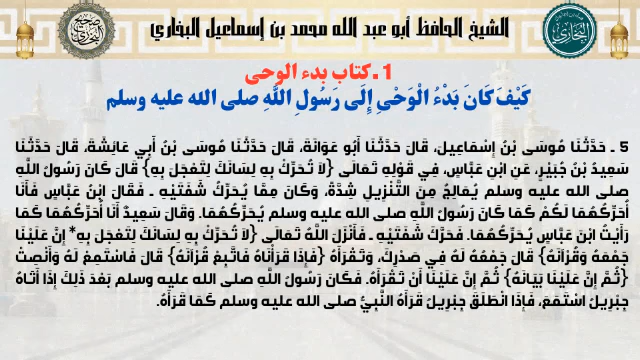 الشيخ الحافظ أبو عبد الله محمد بن إسماعيل البخاري
1 ـ كتاب بدء الوحى
كَيْفَ كَانَ بَدْءُ الْوَحْىِ إِلَى رَسُولِ اللَّهِ صلى الله عليه وسلم
5 ـ حَدَّثَنَا مُوسَى بْنُ إِسْمَاعِيلَ، قَالَ حَدَّثَنَا أَبُو عَوَانَةَ، قَالَ حَدَّثَنَا مُوسَى بْنُ أَبِي عَائِشَةَ، قَالَ حَدَّثَنَا
سَعِيدُ بْنُ جُبَيْرٍ، عَنِ ابْنِ عَبَّاسٍ، فِي قَوْلِهِ تَعَالَى {لاَ تُحَرِّكْ بِهِ لِسَانَكَ لِتَعْجَلَ بِهِ} قَالَ كَانَ رَسُولُ اللَّهِ
صلى الله عليه وسلم يُعَالِجُ مِنَ التَّنْزِيلِ شِدَّةً، وَكَانَ مِمَّا يُحَرِّكُ شَفَتَيْهِ ـ فَقَالَ ابْنُ عَبَّاسٍ فَأَنَا
أُحَرِّكُهُمَا لَكُمْ كَمَا كَانَ رَسُولُ اللَّهِ صلى الله عليه وسلم يُحَرِّكُهُمَا. وَقَالَ سَعِيدٌ أَنَا أُحَرِّكُهُمَا كَمَا
رَأَيْتُ ابْنَ عَبَّاسٍ يُحَرِّكُهُمَا. فَحَرَّكَ شَفَتَيْهِ ـ فَأَنْزَلَ اللَّهُ تَعَالَى {لاَ تُحَرِّكْ بِهِ لِسَانَكَ لِتَعْجَلَ بِهِ* إِنَّ عَلَيْنَا
جَمْعَهُ وَقُرْآنَهُ} قَالَ جَمْعُهُ لَهُ فِي صَدْرِكَ، وَتَقْرَأَهُ {فَإِذَا قَرَأْنَاهُ فَاتَّبِعْ قُرْآنَهُ} قَالَ فَاسْتَمِعْ لَهُ وَأَنْصِتْ
{ثُمَّ إِنَّ عَلَيْنَا بَيَانَهُ} ثُمَّ إِنَّ عَلَيْنَا أَنْ تَقْرَأَهُ. فَكَانَ رَسُولُ اللَّهِ صلى الله عليه وسلم بَعْدَ ذَلِكَ إِذَا أَتَاهُ
جِبْرِيلُ اسْتَمَعَ، فَإِذَا انْطَلَقَ جِبْرِيلُ قَرَأَهُ النَّبِيُّ صلى الله عليه وسلم كَمَا قَرَأَهُ.